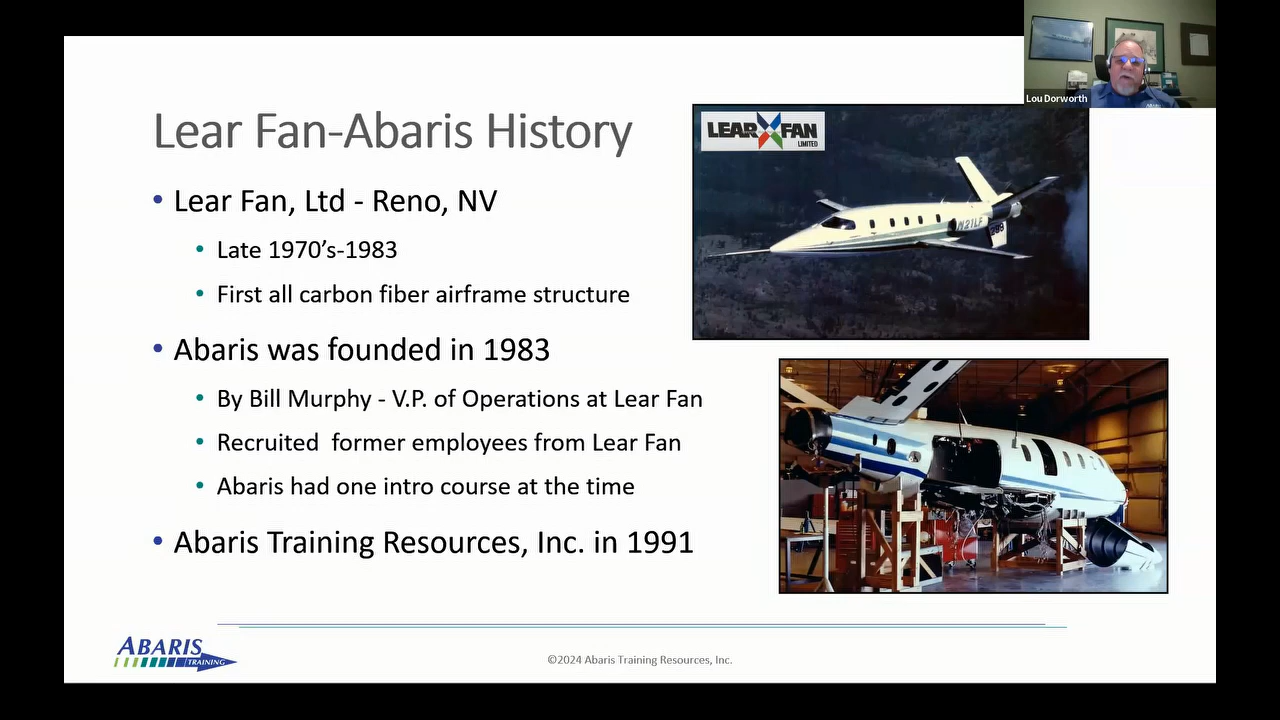 Lou Dorworth
Lear Fan-Abaris History
LEAR FAN
LIMITED
N21LF
• Lear Fan, Ltd - Reno, NV
• Late 1970’s-1983
• First all carbon fiber airframe structure
• Abaris was founded in 1983
• By Bill Murphy - V.P. of Operations at Lear Fan
• Recruited  former employees from Lear Fan
• Abaris had one intro course at the time
• Abaris Training Resources, Inc. in 1991
ABARIS
TRAINING
©2024 Abaris Training Resources, Inc.